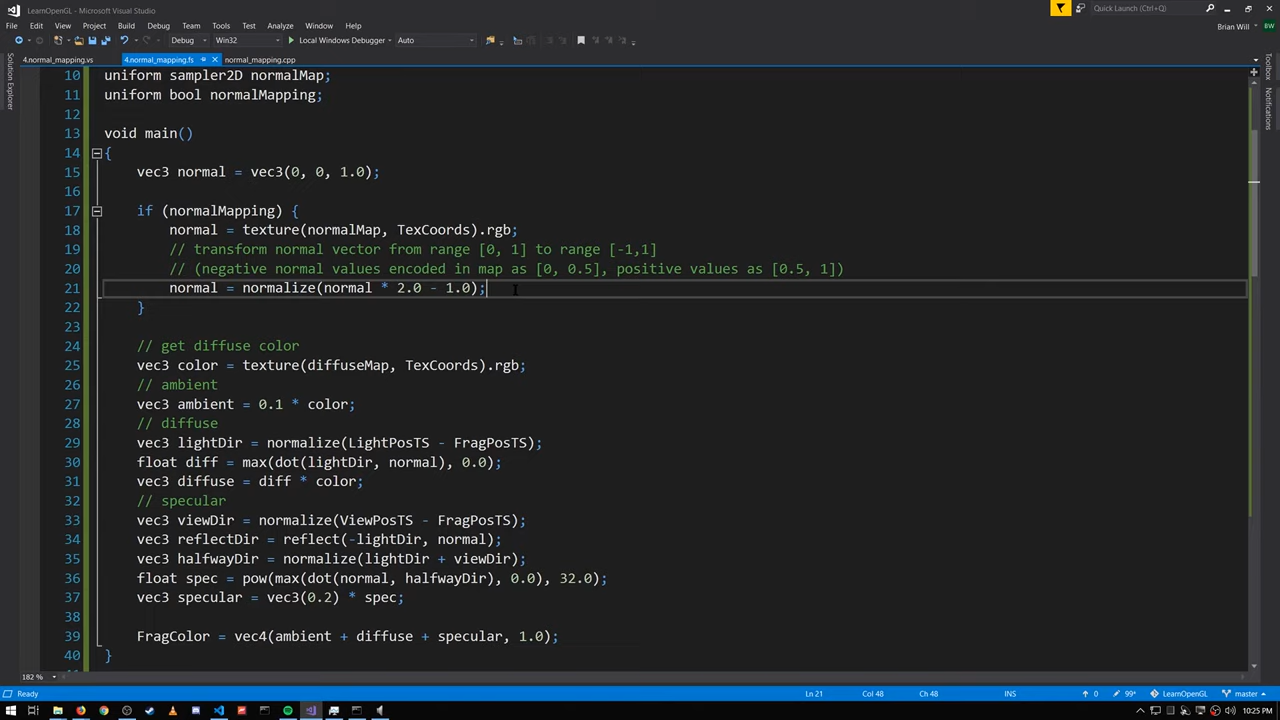 LearnOpenGL - Microsoft Visual Studio
Quick Launch (Ctrl+Q)
File Edit View Project Build Debug Team Tools Test Analyze Window Help
Brian Will BW
Debug Win32 Local Windows Debugger Auto
4.normal_mapping.vs 4.normal_mapping.fs normal_mapping.cpp
Solution Explorer
Toolbox
Notifications
10 uniform sampler2D normalMap;
11 uniform bool normalMapping;
12
13 void main()
14 {
15 vec3 normal = vec3(0, 0, 1.0);
16
17 if (normalMapping) {
18 normal = texture(normalMap, TexCoords).rgb;
19 // transform normal vector from range [0, 1] to range [-1,1]
20 // (negative normal values encoded in map as [0, 0.5], positive values as [0.5, 1])
21 normal = normalize(normal * 2.0 - 1.0);
22 }
23
24 // get diffuse color
25 vec3 color = texture(diffuseMap, TexCoords).rgb;
26 // ambient
27 vec3 ambient = 0.1 * color;
28 // diffuse
29 vec3 lightDir = normalize(LightPosTS - FragPosTS);
30 float diff = max(dot(lightDir, normal), 0.0);
31 vec3 diffuse = diff * color;
32 // specular
33 vec3 viewDir = normalize(ViewPosTS - FragPosTS);
34 vec3 reflectDir = reflect(-lightDir, normal);
35 vec3 halfwayDir = normalize(lightDir + viewDir);
36 float spec = pow(max(dot(normal, halfwayDir), 0.0), 32.0);
37 vec3 specular = vec3(0.2) * spec;
38
39 FragColor = vec4(ambient + diffuse + specular, 1.0);
40 }
182 %
Ready Ln 21 Col 48 Ch 48 INS 0 99+ LearnOpenGL master
10:25 PM